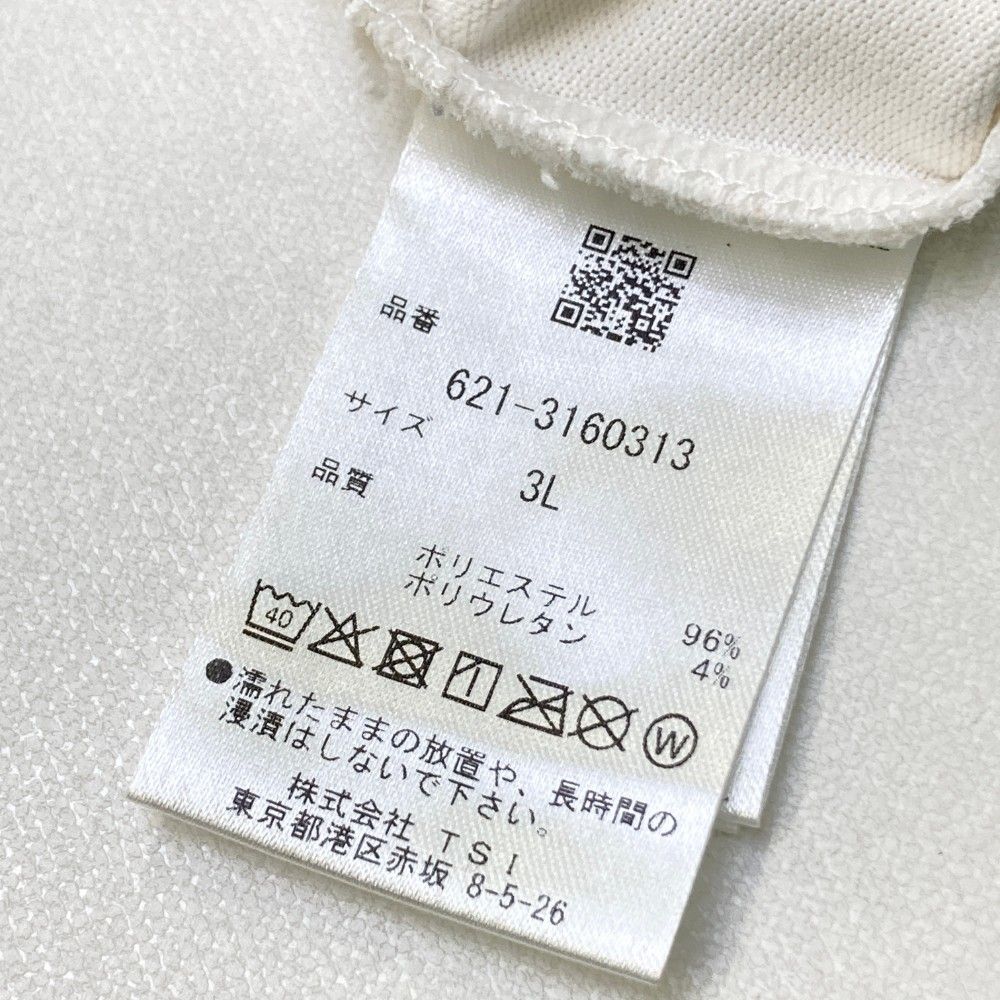 品番
621-3160313
サイズ
3L
品質
ポリエステル 96%
ポリウレタン 4%
40
W
●濡れたままの放置や、長時間の
浸漬はしないで下さい。
株式会社 TSI
東京都港区赤坂 8-5-26